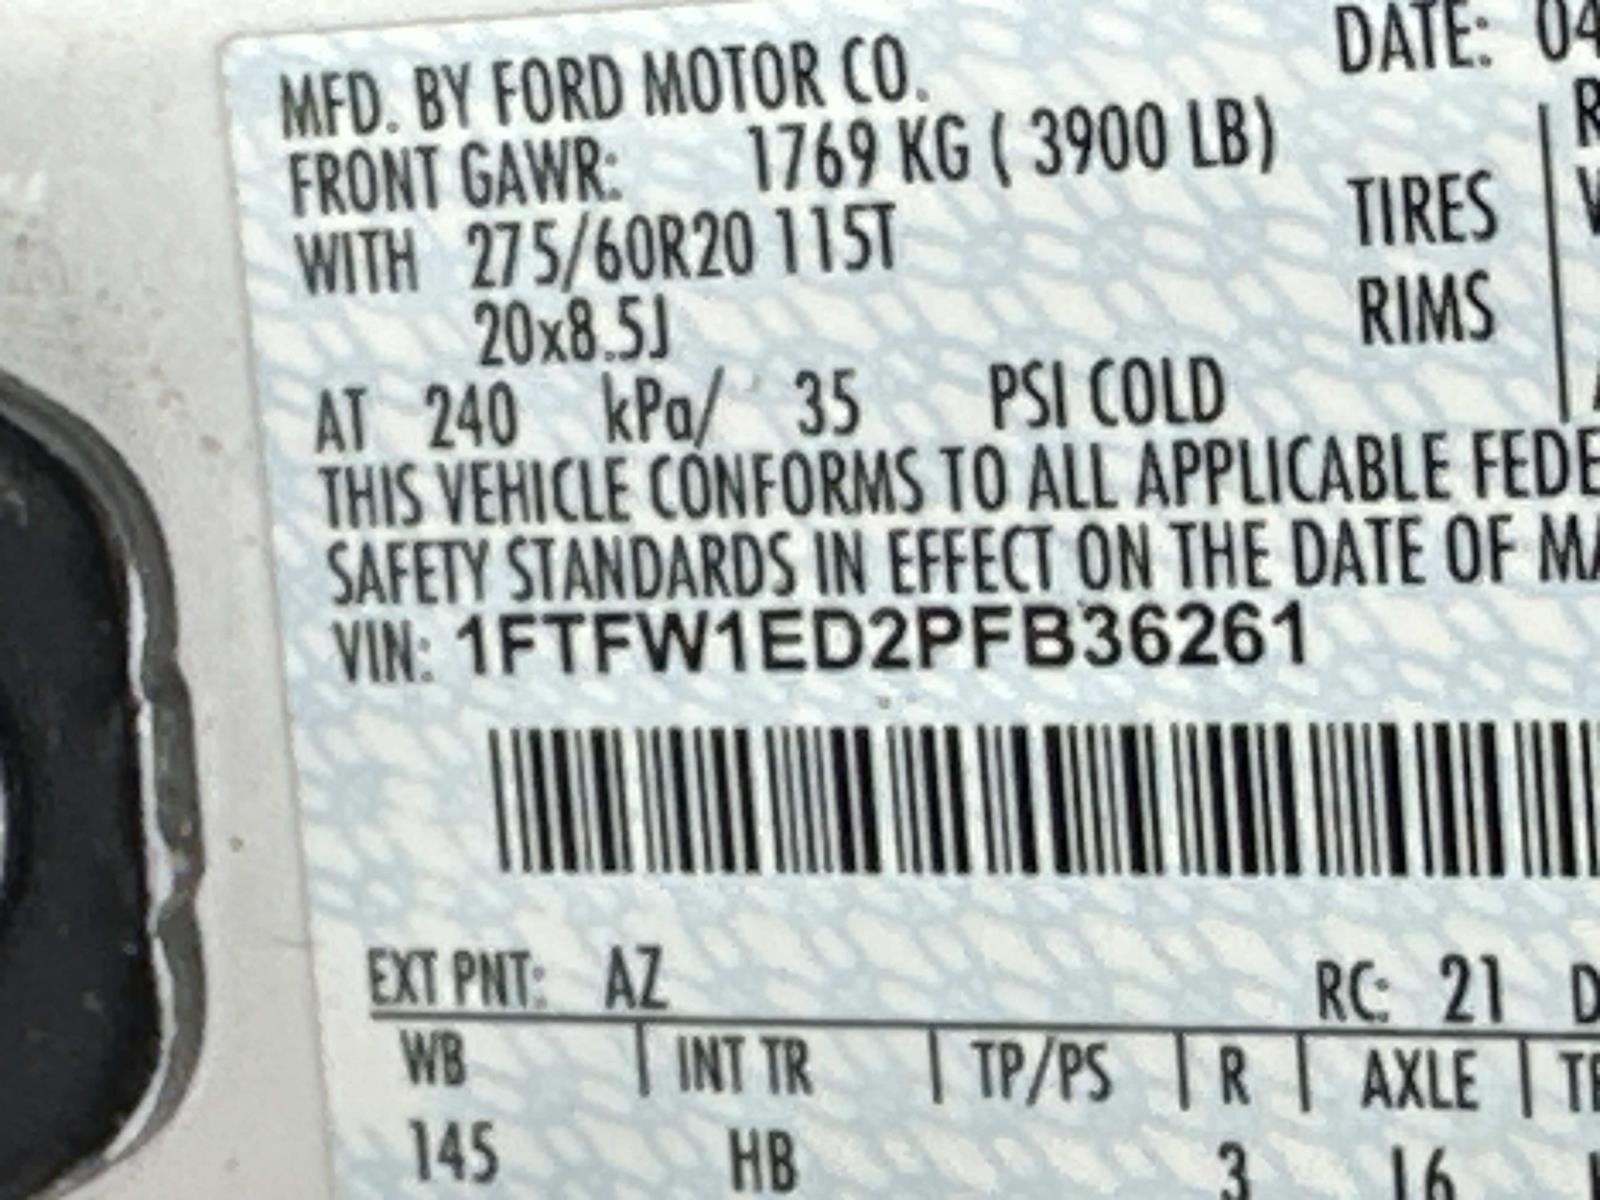 MFD. BY FORD MOTOR CO. DATE: 04
FRONT GAWR: 1769 KG ( 3900 LB) R
WITH 275/60R20 115T TIRES
20x8.5J RIMS
AT 240 kPa/ 35 PSI COLD
THIS VEHICLE CONFORMS TO ALL APPLICABLE FEDE
SAFETY STANDARDS IN EFFECT ON THE DATE OF MA
VIN: 1FTFW1ED2PFB36261
EXT PNT: AZ RC: 21 D
WB | INT TR | TP/PS | R | AXLE | TE
145 HB 3 L6